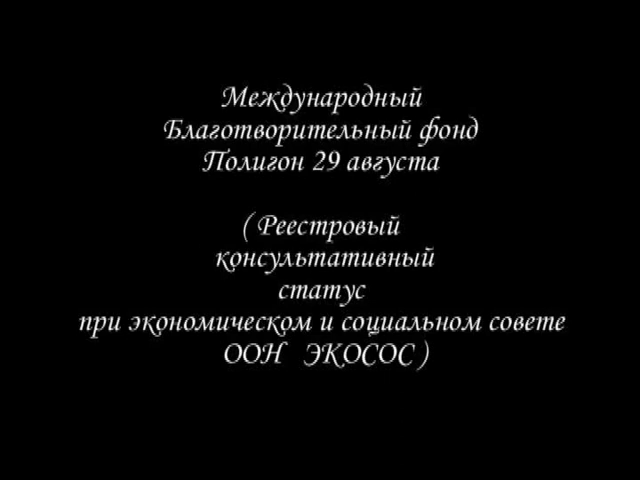 Международный
Благотворительный фонд
Полигон 29 августа
( Реестровый
консультативный
статус
при экономическом и социальном совете
ООН ЭКОСОС )